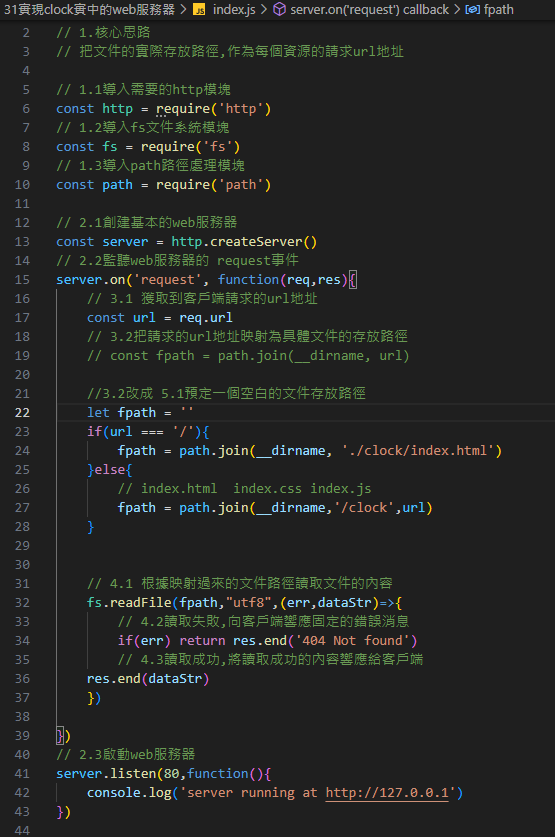 31實現clock實中的web服務器 > JS index.js > server.on('request') callback > fpath
2 // 1.核心思路
3 // 把文件的實際存放路徑,作為每個資源的請求url地址
4
5 // 1.1導入需要的http模塊
6 const http = require('http')
7 // 1.2導入fs文件系統模塊
8 const fs = require('fs')
9 // 1.3導入path路徑處理模塊
10 const path = require('path')
11
12 // 2.1創建基本的web服務器
13 const server = http.createServer()
14 // 2.2監聽web服務器的 request事件
15 server.on('request', function(req,res){
16 // 3.1 獲取到客戶端請求的url地址
17 const url = req.url
18 // 3.2把請求的url地址映射為具體文件的存放路徑
19 // const fpath = path.join(__dirname, url)
20
21 //3.2改成 5.1預定一個空白的文件存放路徑
22 let fpath = ''
23 if(url === '/'){
24 fpath = path.join(__dirname, './clock/index.html')
25 }else{
26 // index.html  index.css index.js
27 fpath = path.join(__dirname,'/clock',url)
28 }
29
30
31 // 4.1 根據映射過來的文件路徑讀取文件的內容
32 fs.readFile(fpath,"utf8",(err,dataStr)=>{
33 // 4.2讀取失敗,向客戶端響應固定的錯誤消息
34 if(err) return res.end('404 Not found')
35 // 4.3讀取成功,將讀取成功的內容響應給客戶端
36 res.end(dataStr)
37 })
38
39 })
40 // 2.3啟動web服務器
41 server.listen(80,function(){
42 console.log('server running at http://127.0.0.1')
43 })
44